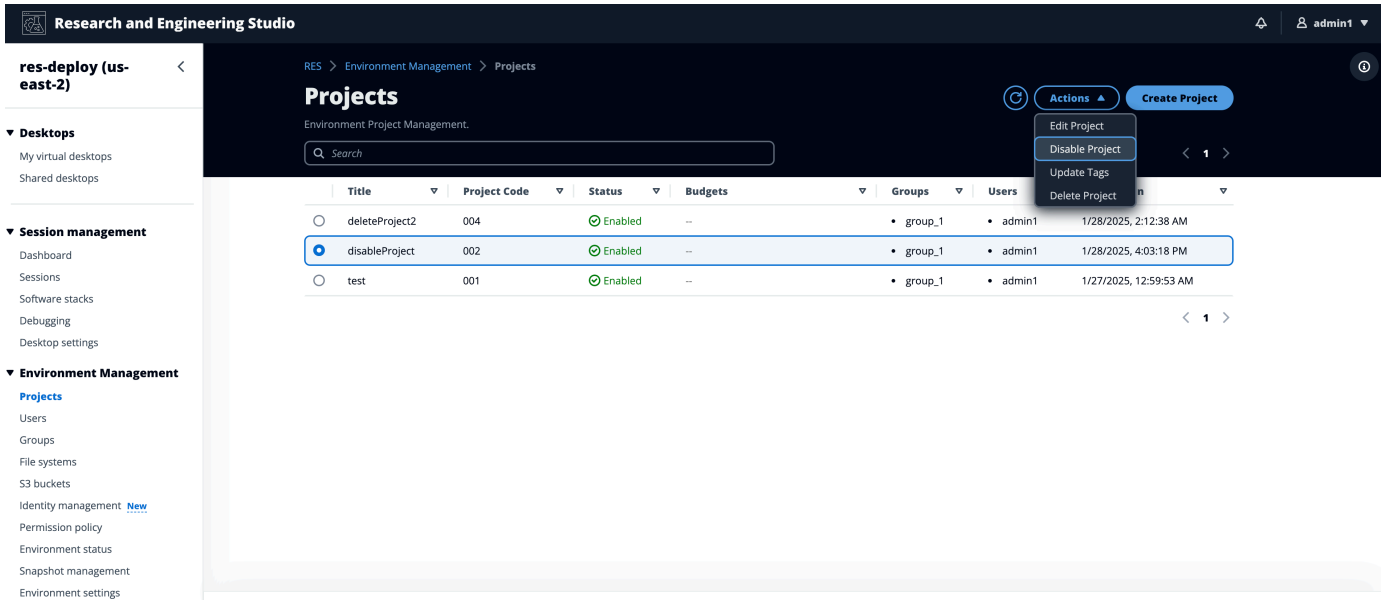 Research and Engineering Studio
admin1
res-deploy (us-
east-2)
Desktops
My virtual desktops
Shared desktops
Session management
Dashboard
Sessions
Software stacks
Debugging
Desktop settings
Environment Management
Projects
Users
Groups
File systems
S3 buckets
Identity management New
Permission policy
Environment status
Snapshot management
Environment settings
RES > Environment Management > Projects
Projects
Environment Project Management.
Search
Actions
Create Project
Edit Project
Disable Project
Update Tags
Delete Project
< 1 >
Title Project Code Status Budgets Groups Users n
deleteProject2 004 Enabled -- • group_1 • admin1 1/28/2025, 2:12:38 AM
disableProject 002 Enabled -- • group_1 • admin1 1/28/2025, 4:03:18 PM
test 001 Enabled -- • group_1 • admin1 1/27/2025, 12:59:53 AM
< 1 >